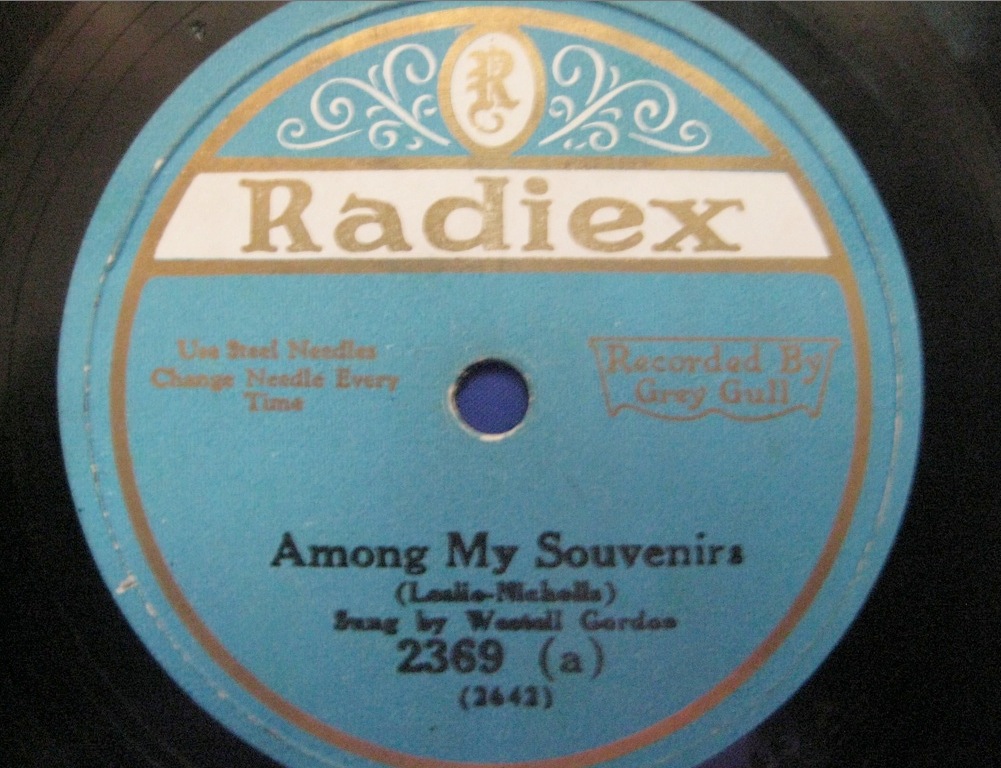 R
Radiex
Use Steel Needles
Change Needle Every
Time
Recorded By
Grey Gull
Among My Souvenirs
(Leslie-Nicholls)
Sung by Westell Gordon
2369 (a)
(2642)